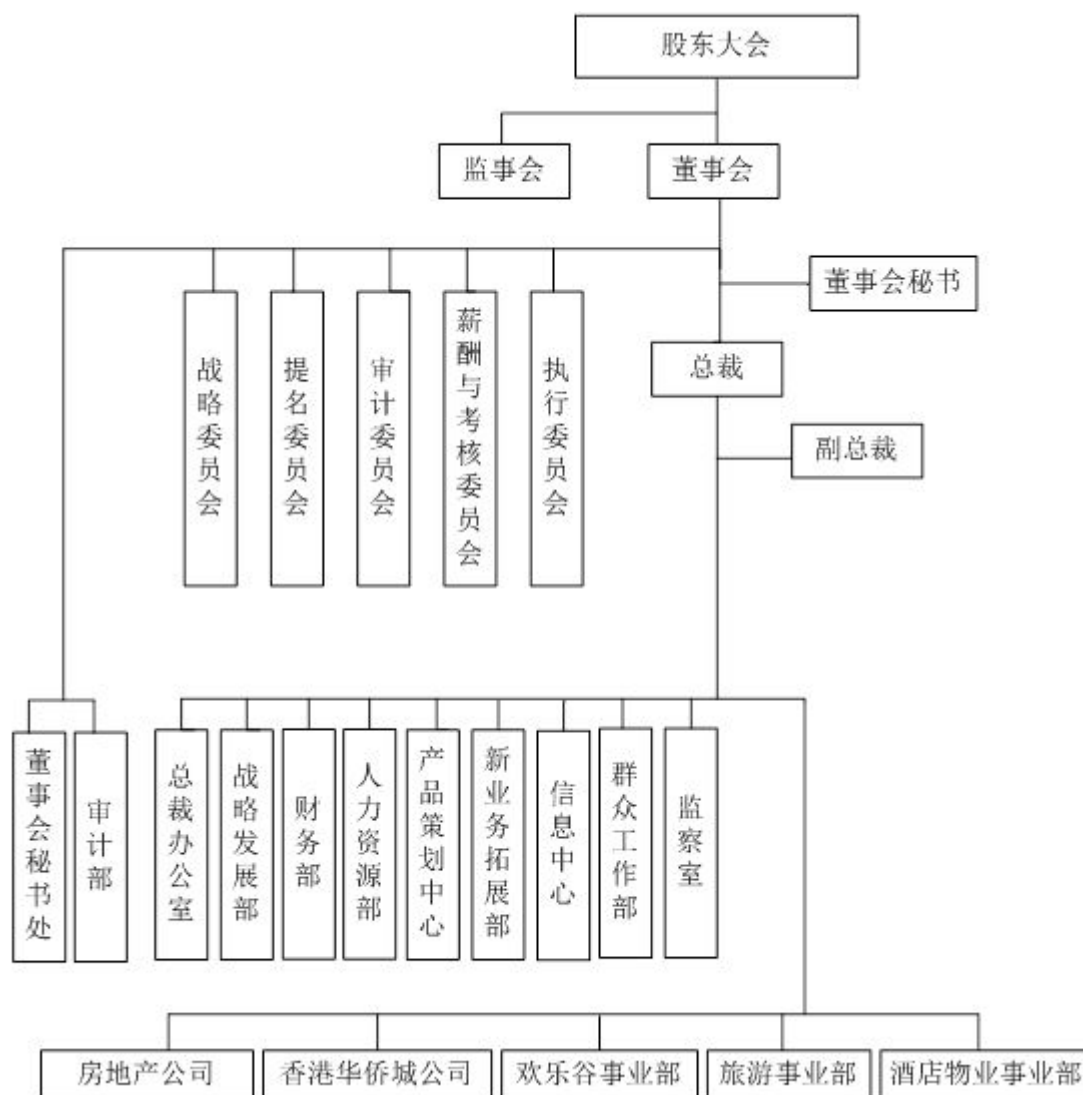 股东大会
监事会
董事会
董事会秘书
战略委员会
提名委员会
审计委员会
薪酬与考核委员会
执行委员会
总裁
副总裁
董事会秘书处
审计部
总裁办公室
战略发展部
财务部
人力资源部
产品策划中心
新业务拓展部
信息中心
群众工作部
监察室
房地产公司
香港华侨城公司
欢乐谷事业部
旅游事业部
酒店物业事业部